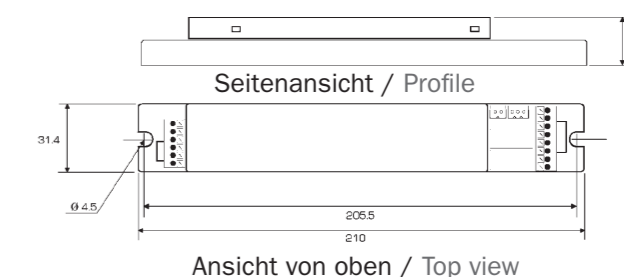 Seitenansicht / Profile
31.4
Ø 4.5
205.5
210
Ansicht von oben / Top view